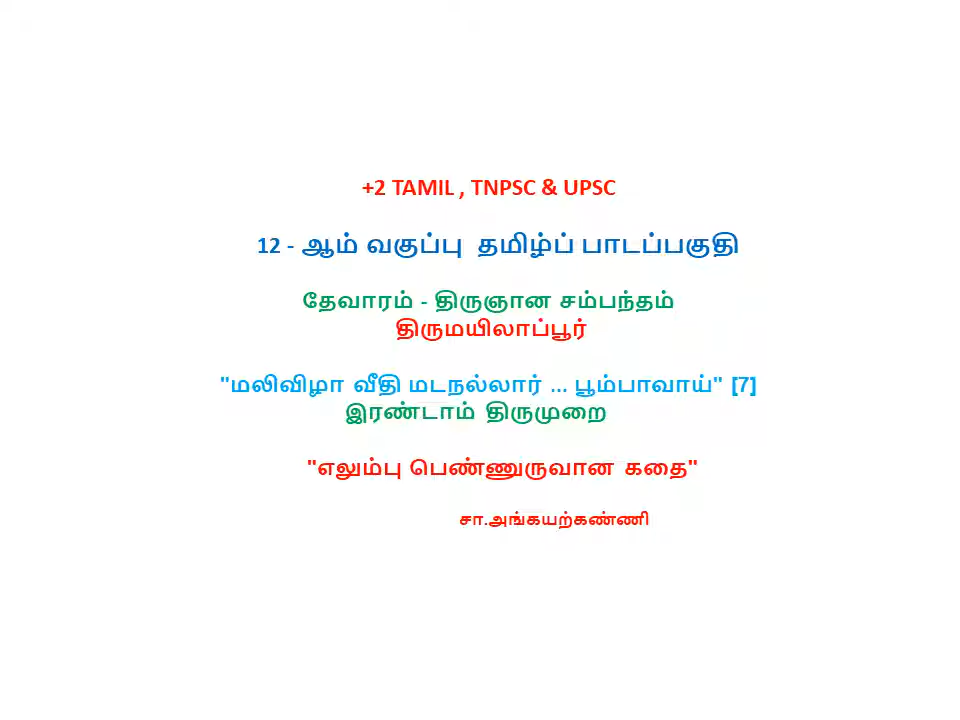 +2 TAMIL , TNPSC & UPSC
12 - ஆம் வகுப்பு தமிழ்ப் பாடப்பகுதி
தேவாரம் - திருஞான சம்பந்தம்
திருமயிலாப்பூர்
"மலிவிழா வீதி மடநல்லார் ... பூம்பாவாய்" [7]
இரண்டாம் திருமுறை
"எலும்பு பெண்ணுருவான கதை"
சா.அங்கயற்கண்ணி